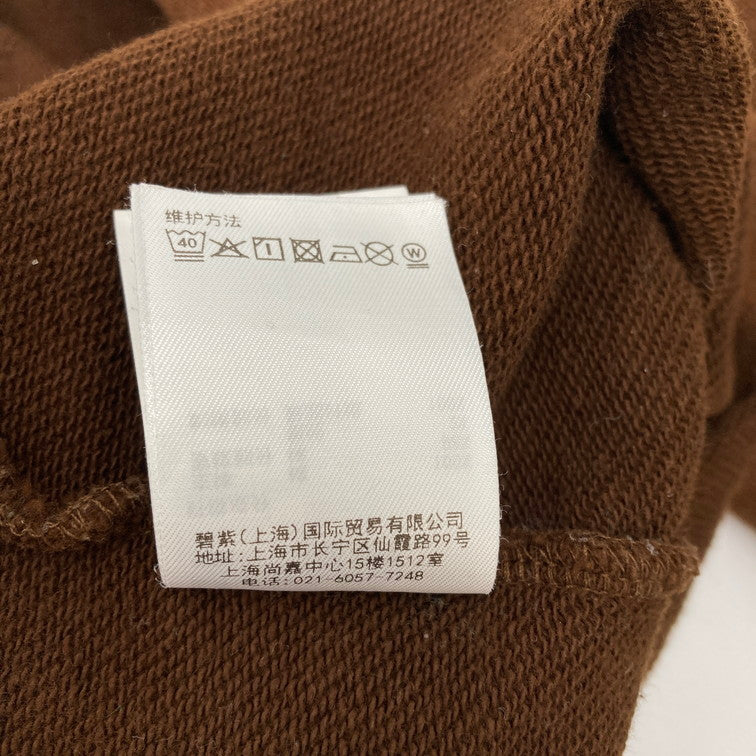 维护方法
40 W
碧紫(上海)国际贸易有限公司
地址:上海市长宁区仙霞路99号
上海尚嘉中心15楼1512室
电话:021-6057-7248